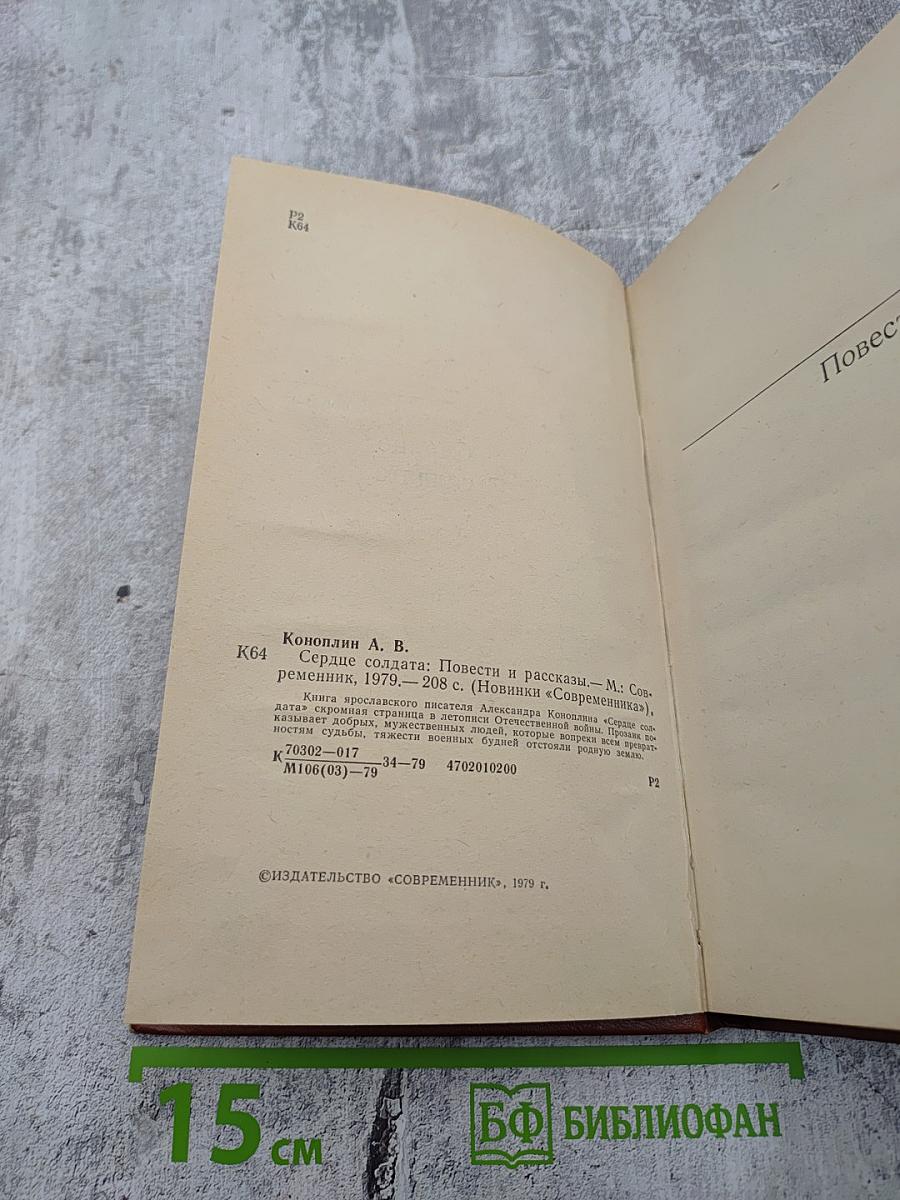 Р2
К64
Повес
Коноплин А. В.
К64 Сердце солдата: Повести и рассказы.— М.: Сов-
ременник, 1979.— 208 с. (Новинки «Современника»).
Книга ярославского писателя Александра Коноплина «Сердце сол-
дата» скромная страница в летописи Отечественной войны. Прозаик по-
казывает добрых, мужественных людей, которые вопреки всем преврат-
ностям судьбы, тяжести военных будней отстояли родную землю.
К 70302—017
М106(03)—79
34—79 4702010200
Р2
©ИЗДАТЕЛЬСТВО «СОВРЕМЕННИК», 1979 г.
15 см
БФ БИБЛИОФАН